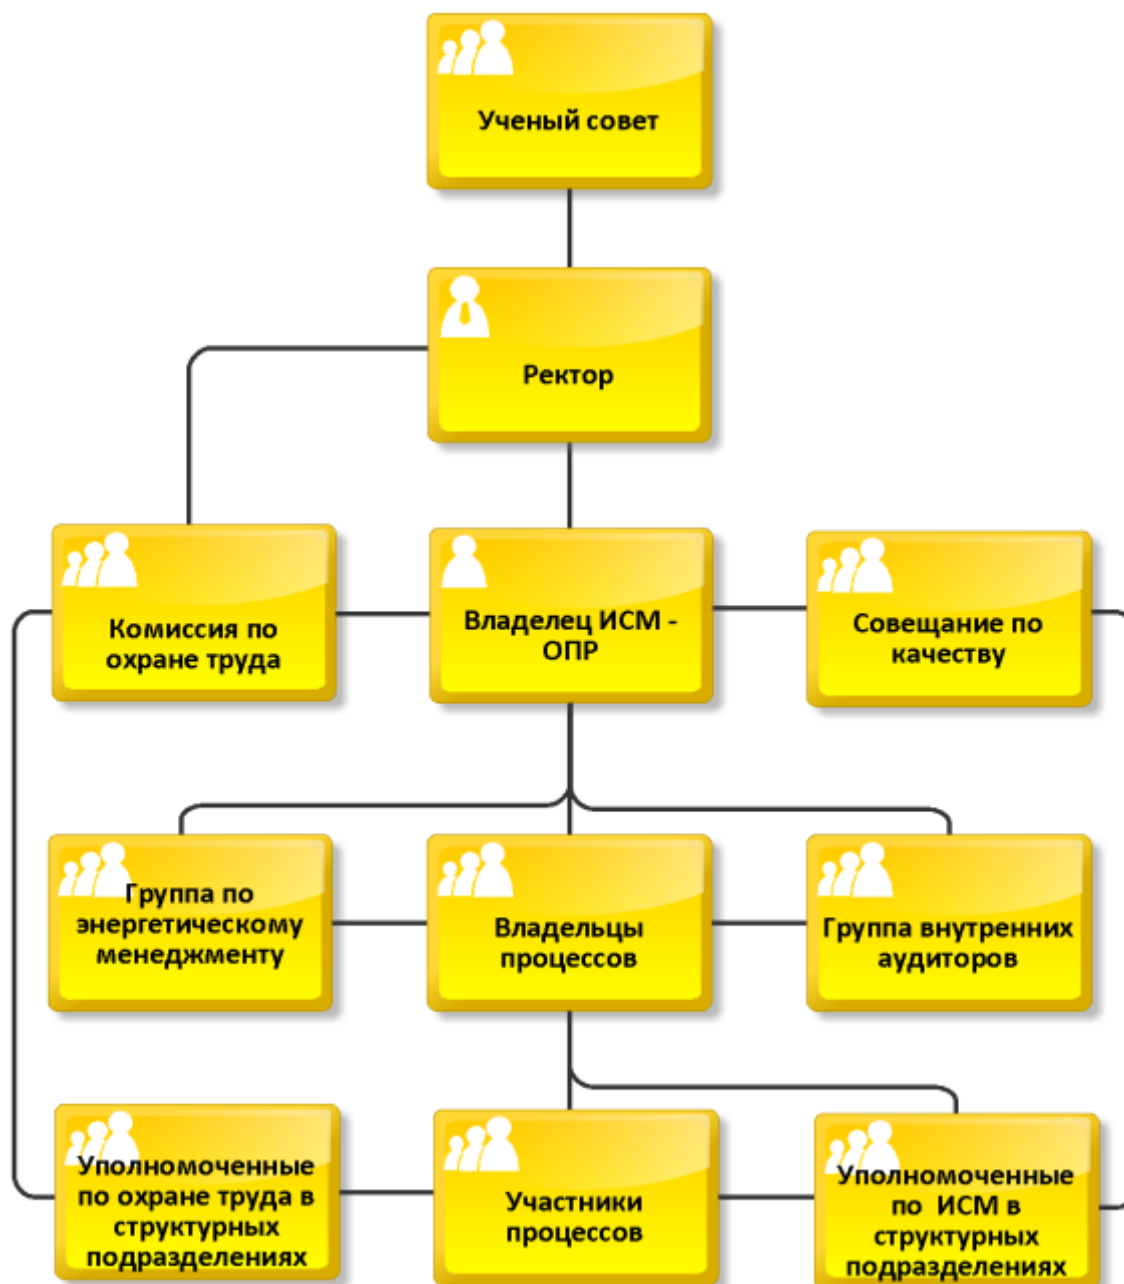 Ученый совет
Ректор
Комиссия по
охране труда
Владелец ИСМ -
ОПР
Совещание по
качеству
Группа по
энергетическому
менеджменту
Владельцы
процессов
Группа внутренних
аудиторов
Уполномоченные
по охране труда в
структурных
подразделениях
Участники
процессов
Уполномоченные
по ИСМ в
структурных
подразделениях